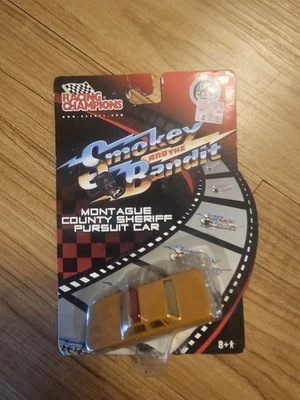 RACING
CHAMPIONS
Smokey
AND THE
Bandit
MONTAGUE
COUNTY SHERIFF
PURSUIT CAR
8+